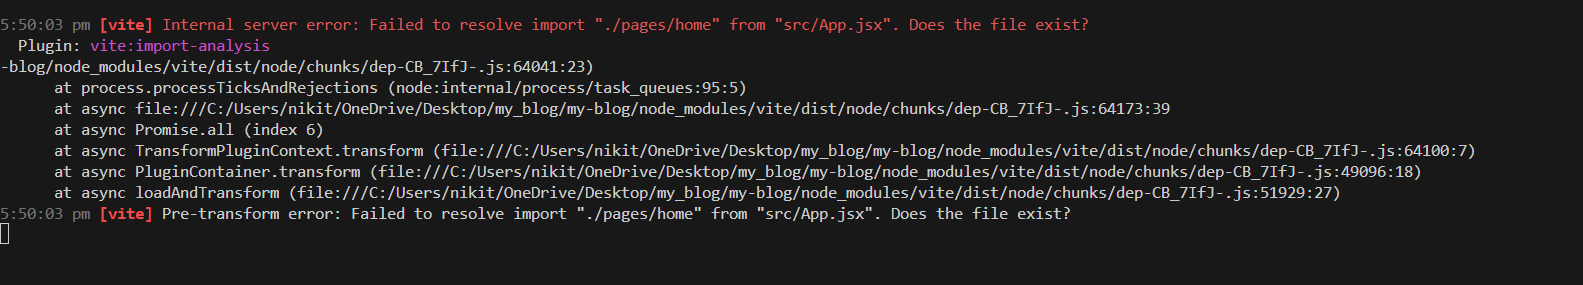 5:50:03 pm [vite] Internal server error: Failed to resolve import "./pages/home" from "src/App.jsx". Does the file exist?
  Plugin: vite:import-analysis
-blog/node_modules/vite/dist/node/chunks/dep-CB_7IfJ-.js:64041:23)
      at process.processTicksAndRejections (node:internal/process/task_queues:95:5)
      at async file:///C:/Users/nikit/OneDrive/Desktop/my_blog/my-blog/node_modules/vite/dist/node/chunks/dep-CB_7IfJ-.js:64173:39
      at async Promise.all (index 6)
      at async TransformPluginContext.transform (file:///C:/Users/nikit/OneDrive/Desktop/my_blog/my-blog/node_modules/vite/dist/node/chunks/dep-CB_7IfJ-.js:64100:7)
      at async PluginContainer.transform (file:///C:/Users/nikit/OneDrive/Desktop/my_blog/my-blog/node_modules/vite/dist/node/chunks/dep-CB_7IfJ-.js:49096:18)
      at async loadAndTransform (file:///C:/Users/nikit/OneDrive/Desktop/my_blog/my-blog/node_modules/vite/dist/node/chunks/dep-CB_7IfJ-.js:51929:27)
5:50:03 pm [vite] Pre-transform error: Failed to resolve import "./pages/home" from "src/App.jsx". Does the file exist?